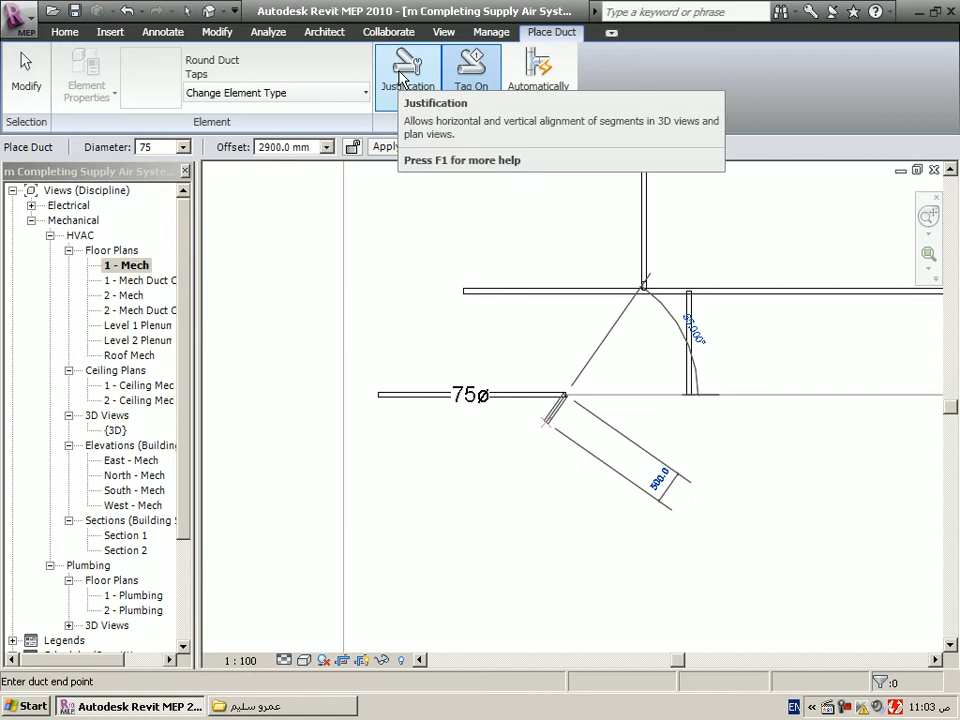 Autodesk Revit MEP 2010 - [m Completing Supply Air Syste...
Type a keyword or phrase
MEP
Home Insert Annotate Modify Analyze Architect Collaborate View Manage Place Duct
Modify
Element
Properties
Round Duct
Taps
Change Element Type
Justification
Tag On
Automatically
Selection
Element
Justification
Allows horizontal and vertical alignment of segments in 3D views and
plan views.
Press F1 for more help
Place Duct Diameter: 75 Offset: 2900.0 mm Apply
m Completing Supply Air Syste...
Views (Discipline)
Electrical
Mechanical
HVAC
Floor Plans
1 - Mech
1 - Mech Duct C
2 - Mech
2 - Mech Duct C
Level 1 Plenum
Level 2 Plenum
Roof Mech
Ceiling Plans
1 - Ceiling Mec
2 - Ceiling Mec
3D Views
{3D}
Elevations (Building
East - Mech
North - Mech
South - Mech
West - Mech
Sections (Building S
Section 1
Section 2
Plumbing
Floor Plans
1 - Plumbing
2 - Plumbing
3D Views
Legends
75ø
500.0
1 : 100
Enter duct end point
:0
Start
Autodesk Revit MEP 2...
عمرو سليم
EN
11:03 ص